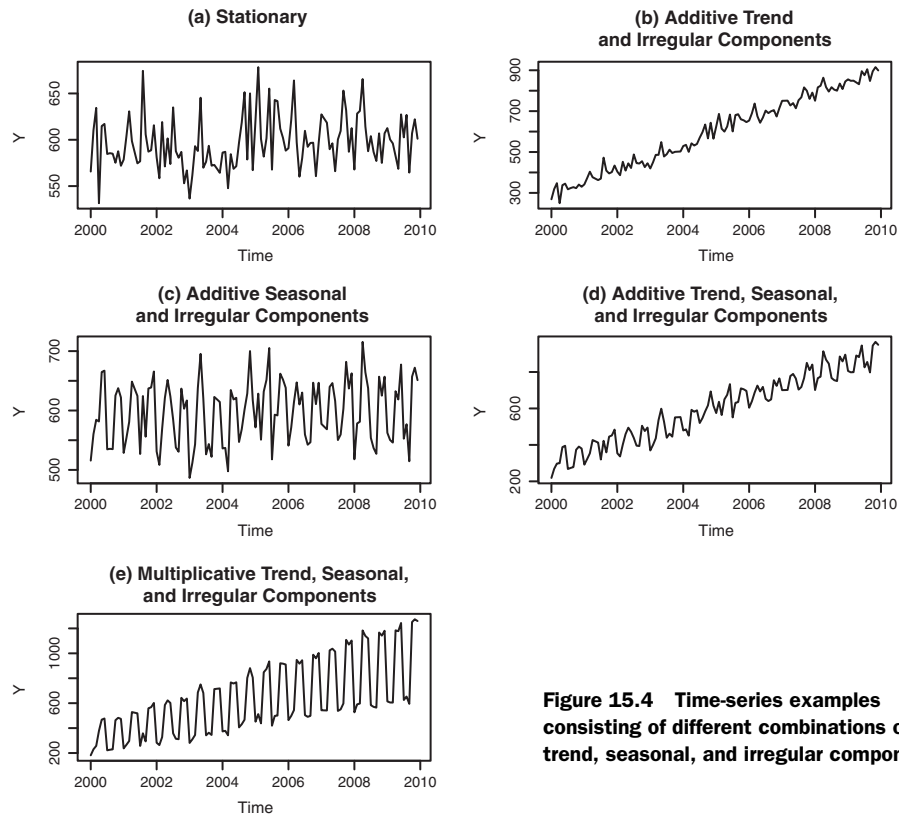 (a) Stationary
Y
650
600
550
2000 2002 2004 2006 2008 2010
Time
(b) Additive Trend
and Irregular Components
Y
900
700
500
300
2000 2002 2004 2006 2008 2010
Time
(c) Additive Seasonal
and Irregular Components
Y
700
600
500
2000 2002 2004 2006 2008 2010
Time
(d) Additive Trend, Seasonal,
and Irregular Components
Y
600
200
2000 2002 2004 2006 2008 2010
Time
(e) Multiplicative Trend, Seasonal,
and Irregular Components
Y
1000
600
200
2000 2002 2004 2006 2008 2010
Time
Figure 15.4 Time-series examples
consisting of different combinations o
trend, seasonal, and irregular compon